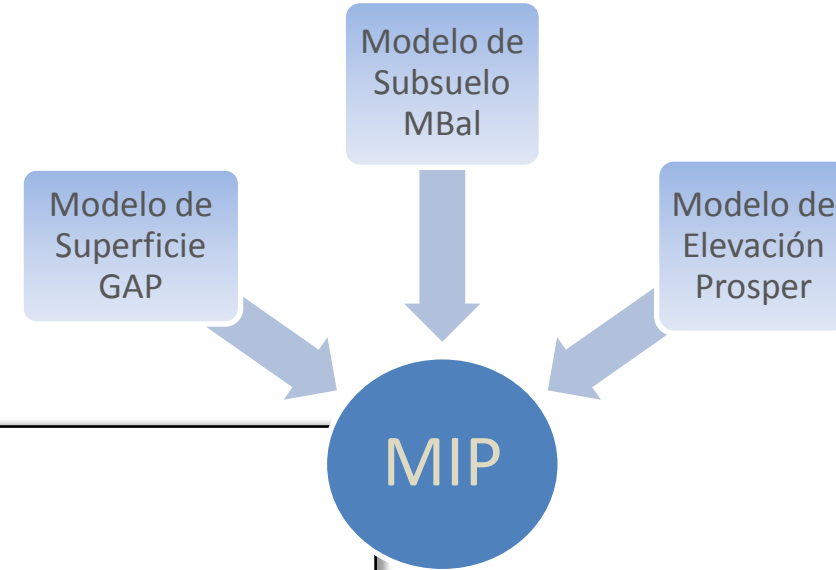 Modelo de
Subsuelo
MBal
Modelo de
Superficie
GAP
Modelo de
Elevación
Prosper
MIP